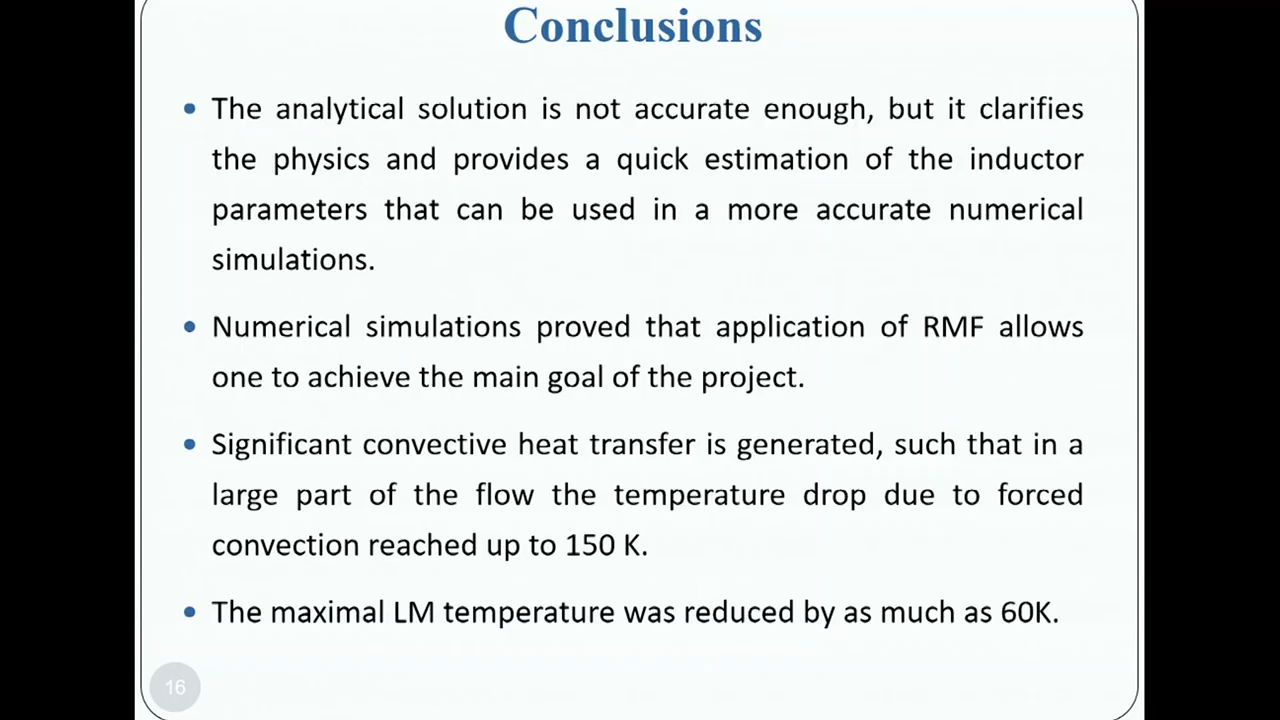 Conclusions
• The analytical solution is not accurate enough, but it clarifies
the physics and provides a quick estimation of the inductor
parameters that can be used in a more accurate numerical
simulations.
• Numerical simulations proved that application of RMF allows
one to achieve the main goal of the project.
• Significant convective heat transfer is generated, such that in a
large part of the flow the temperature drop due to forced
convection reached up to 150 K.
• The maximal LM temperature was reduced by as much as 60K.
16